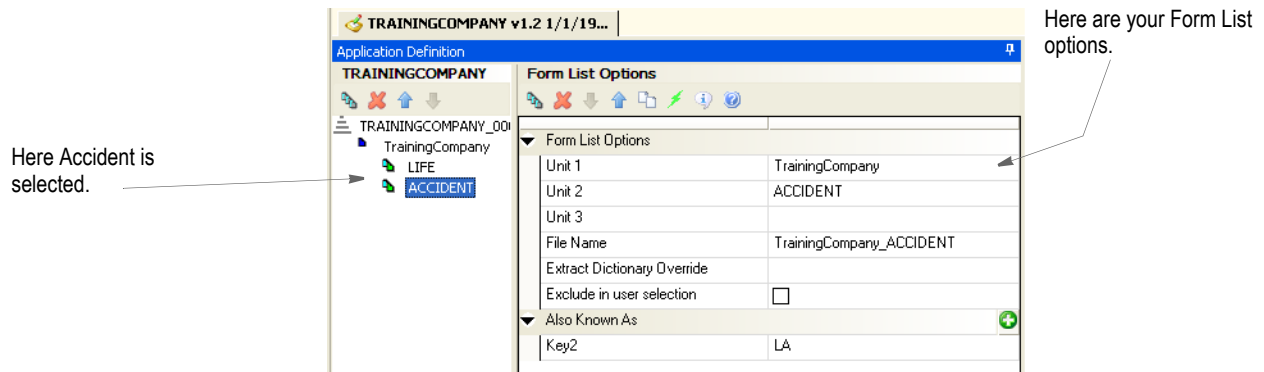 TRAININGCOMPANY v1.2 1/1/19...
Here are your Form List
options.
Application Definition
TRAININGCOMPANY
Form List Options
Here Accident is
selected.
TRAININGCOMPANY_00
TrainingCompany
LIFE
ACCIDENT
Form List Options
Unit 1 TrainingCompany
Unit 2 ACCIDENT
Unit 3
File Name TrainingCompany_ACCIDENT
Extract Dictionary Override
Exclude in user selection
Also Known As
Key2 LA